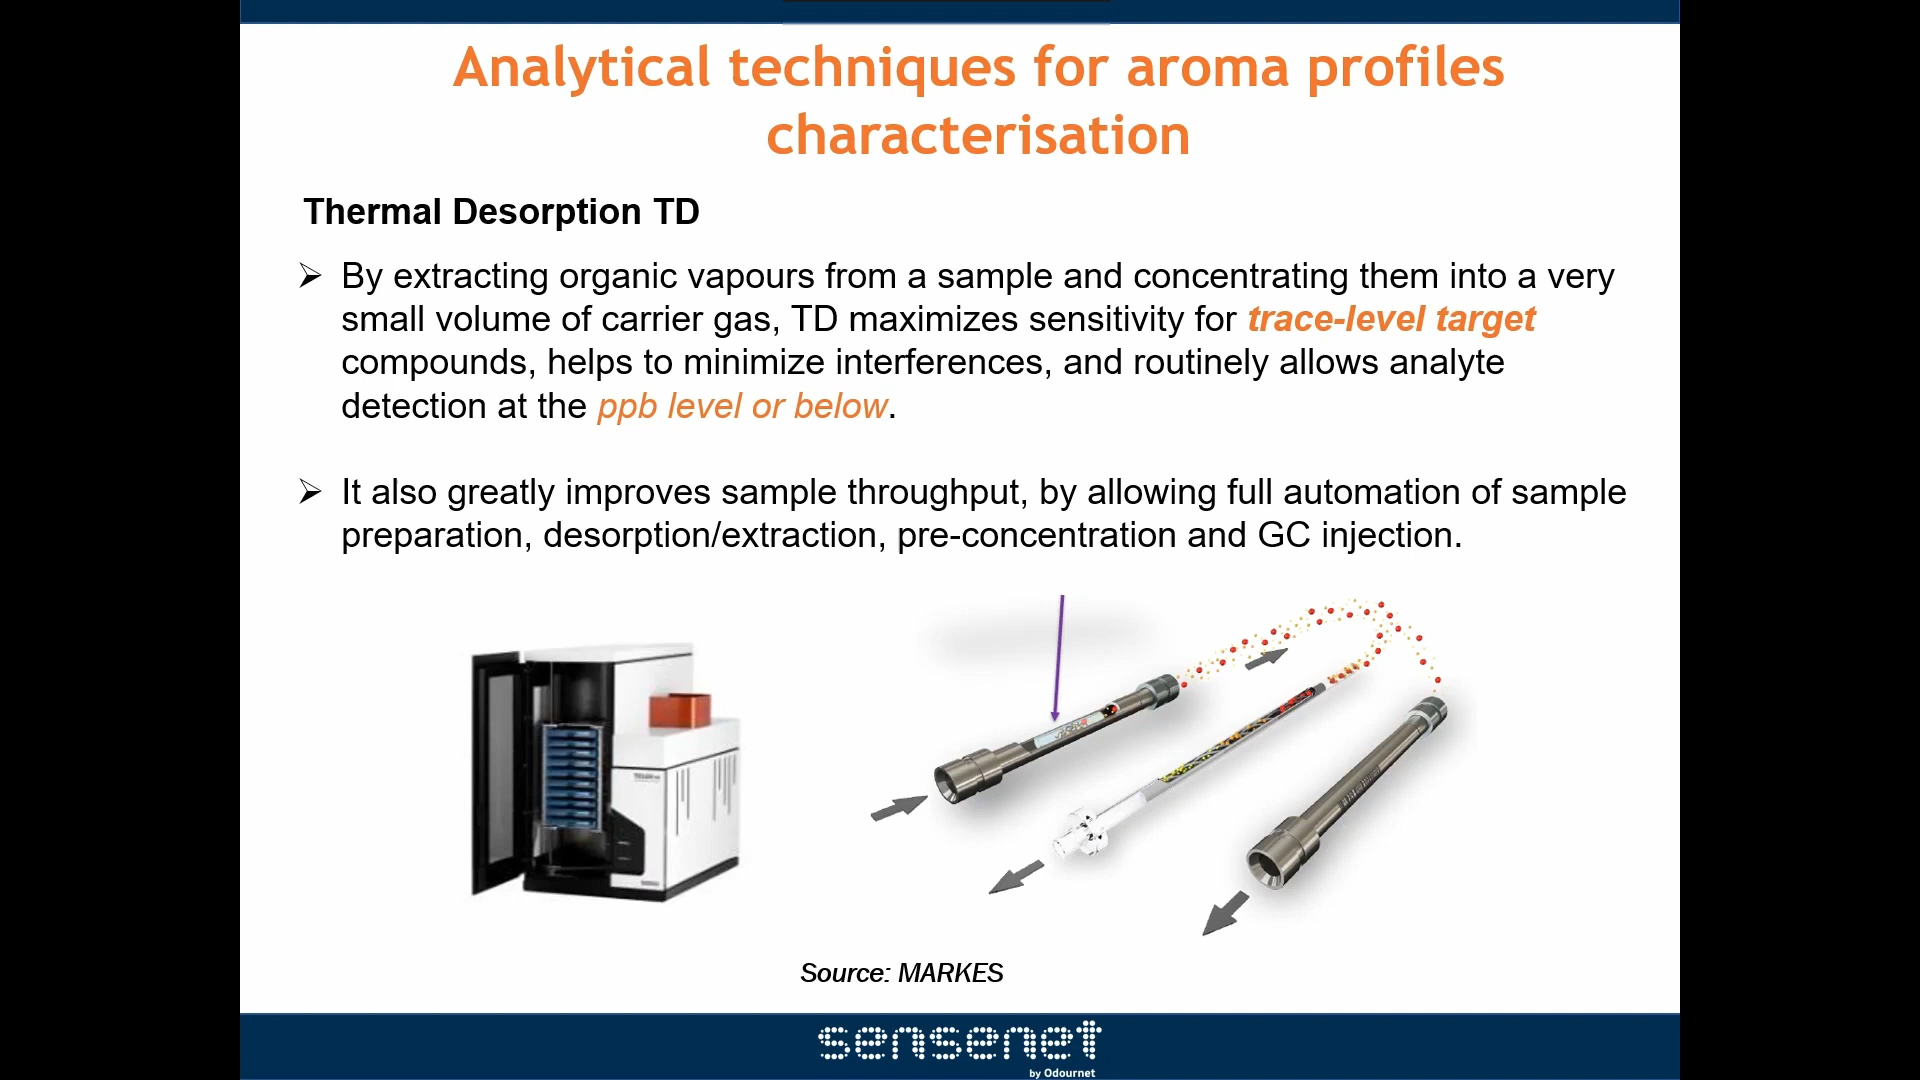 Analytical techniques for aroma profiles
characterisation
Thermal Desorption TD
➢ By extracting organic vapours from a sample and concentrating them into a very
small volume of carrier gas, TD maximizes sensitivity for trace-level target
compounds, helps to minimize interferences, and routinely allows analyte
detection at the ppb level or below.
➢ It also greatly improves sample throughput, by allowing full automation of sample
preparation, desorption/extraction, pre-concentration and GC injection.
Source: MARKES
sensenet
by Odournet